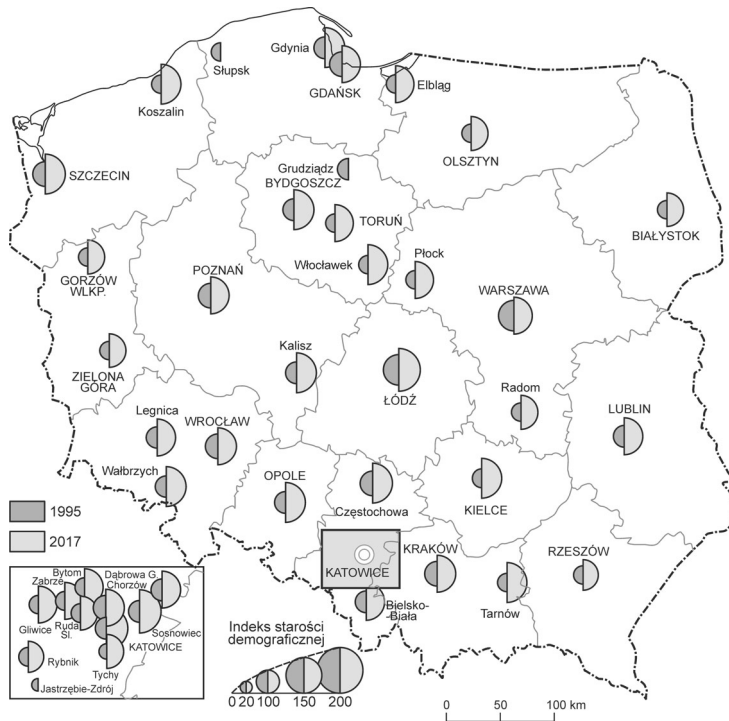 Gdynia
Słupsk
GDAŃSK
Elbląg
Koszalin
OLSZTYN
SZCZECIN
Grudziądz
BYDGOSZCZ
TORUŃ
BIAŁYSTOK
GORZÓW
WLKP.
POZNAŃ
Włocławek
Płock
WARSZAWA
ZIELONA
GÓRA
Kalisz
ŁÓDŹ
Radom
LUBLIN
Legnica
WROCŁAW
Wałbrzych
OPOLE
Częstochowa
KIELCE
1995
2017
KATOWICE
KRAKÓW
RZESZÓW
Tarnów
Bielsko-
-Biała
Bytom
Dąbrowa G.
Zabrze
Chorzów
Gliwice
Ruda
Śl.
Sosnowiec
KATOWICE
Rybnik
Tychy
Jastrzębie-Zdrój
Indeks starości
demograficznej
0 20 100 150 200
0 50 100 km